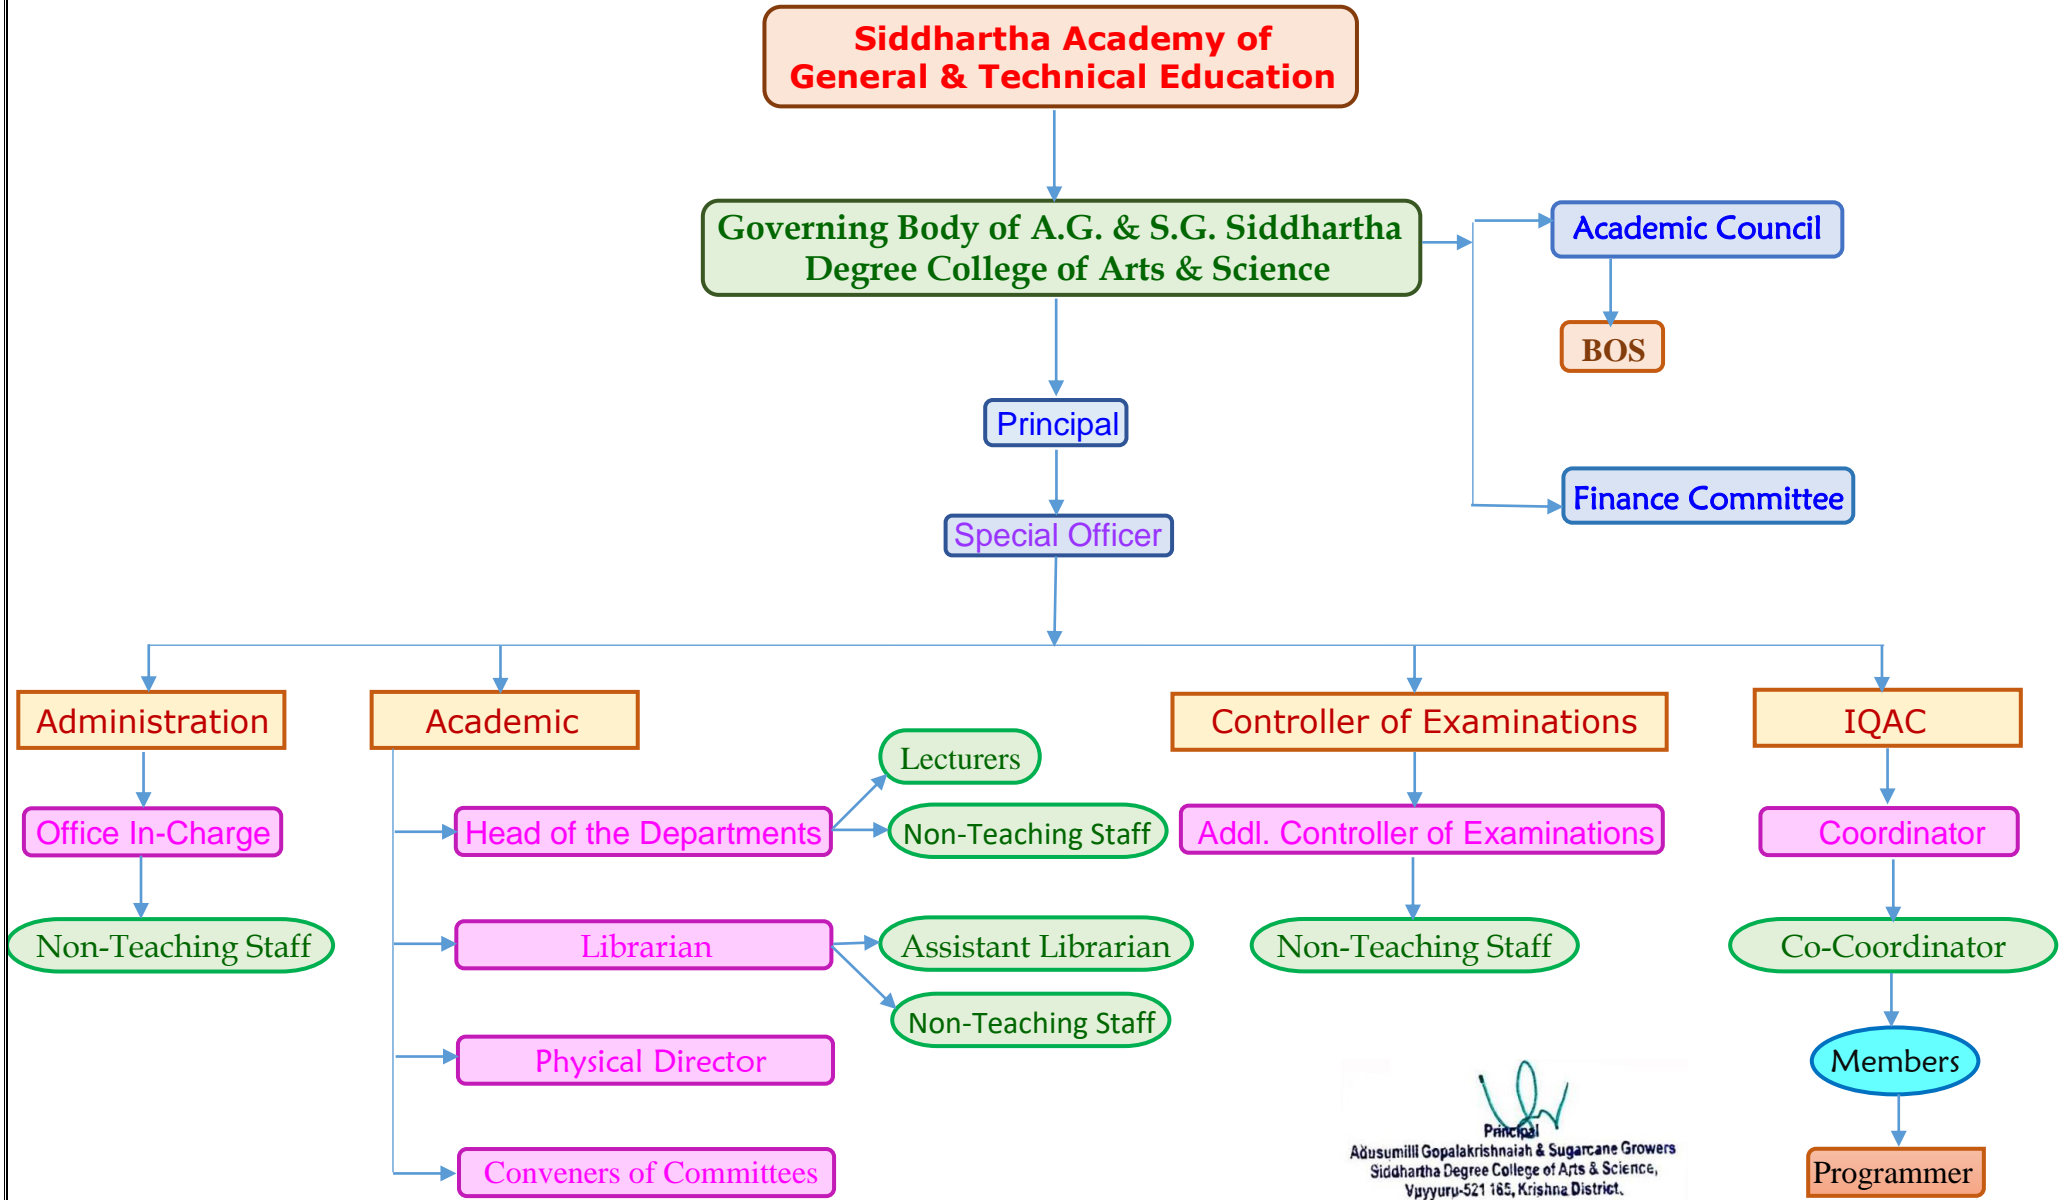 Siddhartha Academy of
General & Technical Education
Governing Body of A.G. & S.G. Siddhartha
Degree College of Arts & Science
Academic Council
BOS
Principal
Finance Committee
Special Officer
Administration
Academic
Controller of Examinations
IQAC
Lecturers
Office In-Charge
Head of the Departments
Non-Teaching Staff
Addl. Controller of Examinations
Coordinator
Non-Teaching Staff
Librarian
Assistant Librarian
Non-Teaching Staff
Co-Coordinator
Non-Teaching Staff
Physical Director
Members
Conveners of Committees
Programmer
Principal
Adusumilli Gopalakrishnaiah & Sugarcane Growers
Siddhartha Degree College of Arts & Science,
Vuyyuru-521 165, Krishna District.